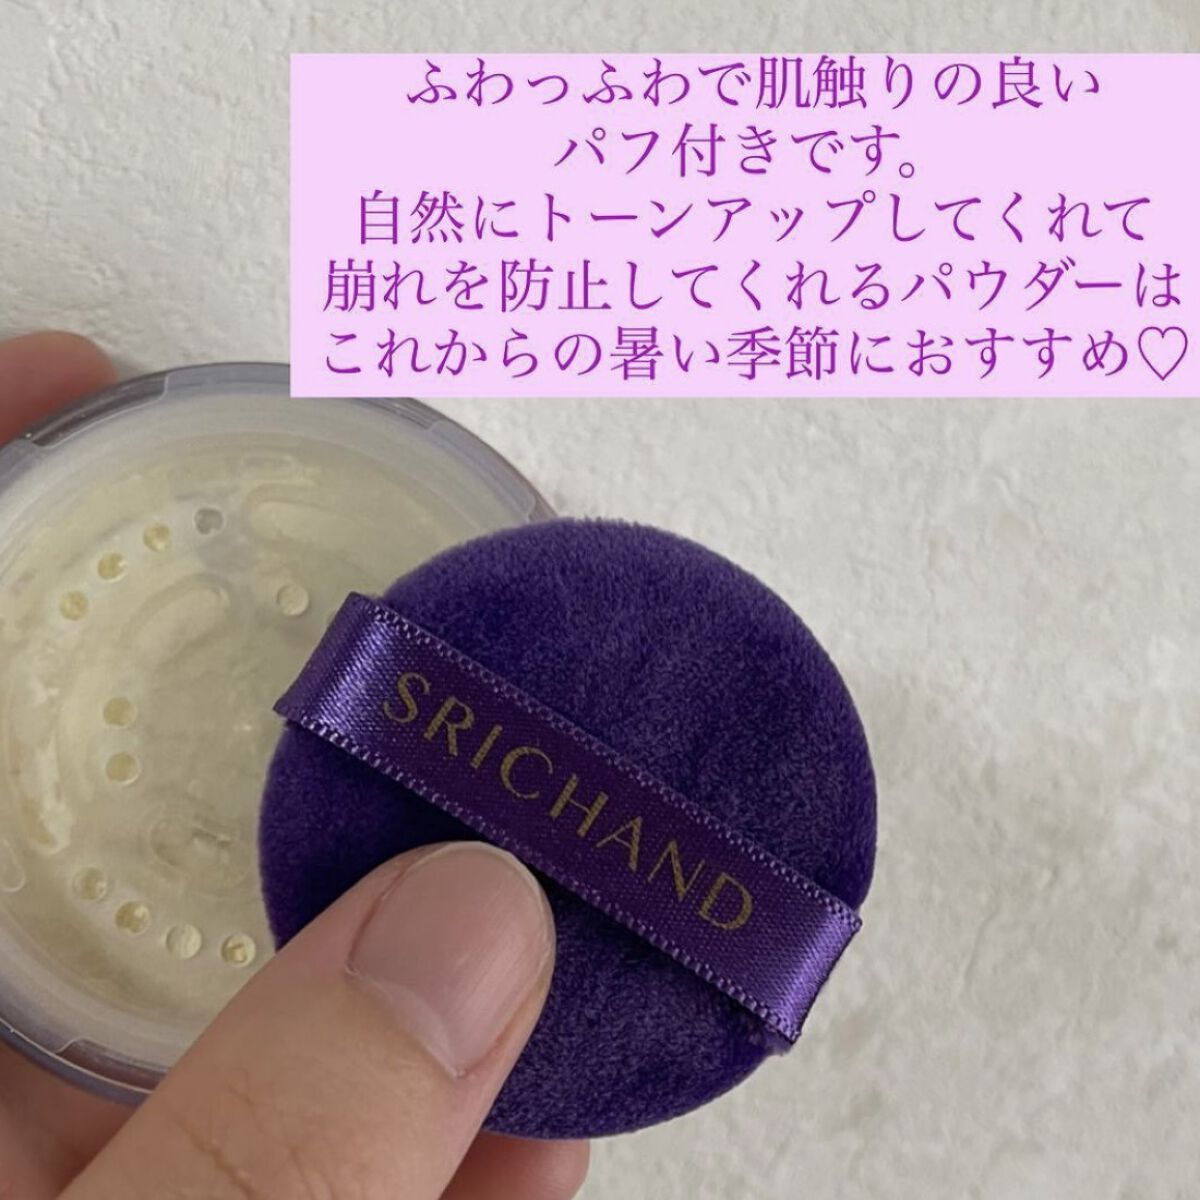 ふわっふわで肌触りの良い
パフ付きです。
自然にトーンアップしてくれて
崩れを防止してくれるパウダーは
これからの暑い季節におすすめ♡
SRICHAND